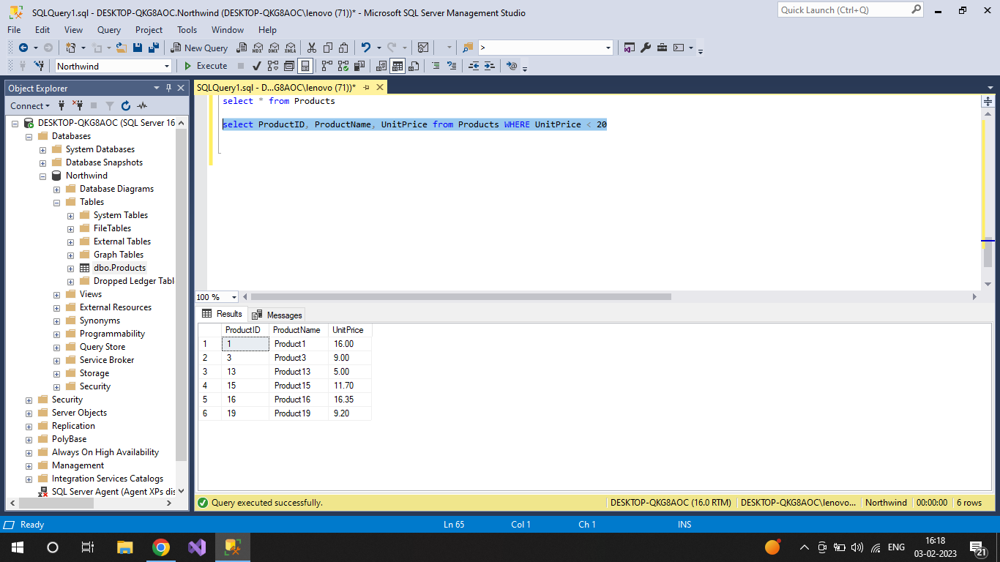 SQLQuery1.sql - DESKTOP-QKG8AOC.Northwind (DESKTOP-QKG8AOC\lenovo (71))* - Microsoft SQL Server Management Studio
Quick Launch (Ctrl+Q)
File Edit View Query Project Tools Window Help
New Query MDX DMX XMLA >
Northwind Execute
Object Explorer
SQLQuery1.sql - D...G8AOC\lenovo (71))*
Connect
select * from Products
select ProductID, ProductName, UnitPrice from Products WHERE UnitPrice < 20
DESKTOP-QKG8AOC (SQL Server 16
Databases
System Databases
Database Snapshots
Northwind
Database Diagrams
Tables
System Tables
FileTables
External Tables
Graph Tables
dbo.Products
Dropped Ledger Tabl
Views
External Resources
Synonyms
Programmability
Query Store
Service Broker
Storage
Security
Security
Server Objects
Replication
PolyBase
Always On High Availability
Management
Integration Services Catalogs
SQL Server Agent (Agent XPs dis
100 %
Results Messages
ProductID ProductName UnitPrice
1 1 Product1 16.00
2 3 Product3 9.00
3 13 Product13 5.00
4 15 Product15 11.70
5 16 Product16 16.35
6 19 Product19 9.20
Query executed successfully. DESKTOP-QKG8AOC (16.0 RTM) DESKTOP-QKG8AOC\lenovo... Northwind 00:00:00 6 rows
Ready Ln 65 Col 1 Ch 1 INS
ENG 16:18
03-02-2023 21